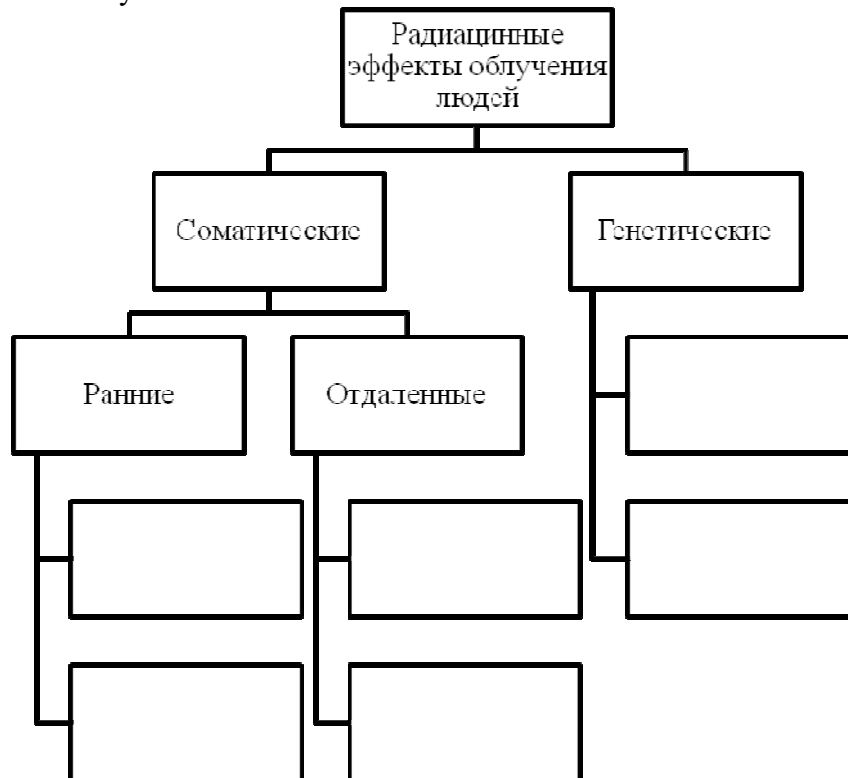 Радиацинные
эффекты облучения
людей
Соматические
Генетические
Ранние
Отдаленные